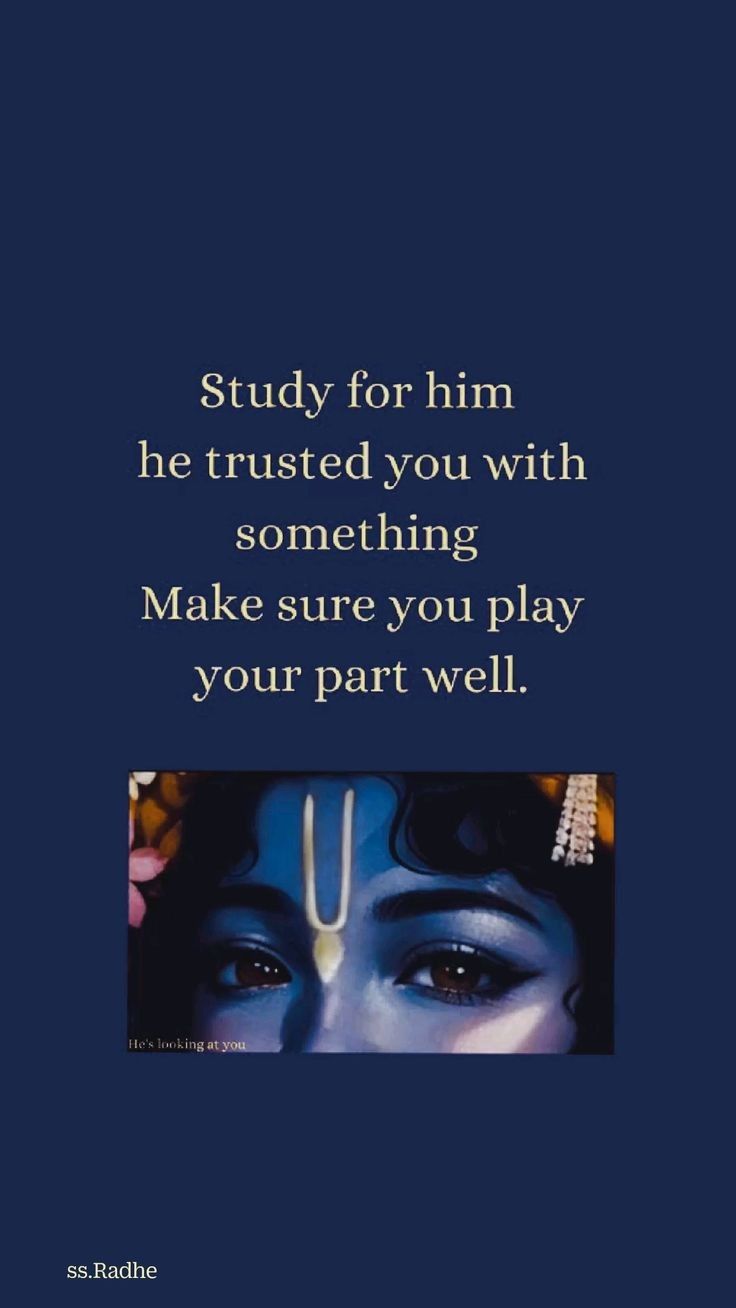 Study for him
he trusted you with
something
Make sure you play
your part well.
He's looking at you
ss.Radhe